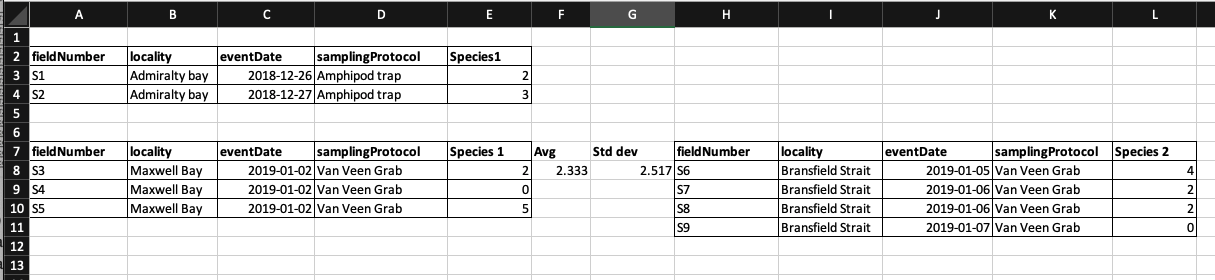 A B C D E F G H I J K L
1
2 fieldNumber locality eventDate samplingProtocol Species1
3 S1 Admiralty bay 2018-12-26 Amphipod trap 2
4 S2 Admiralty bay 2018-12-27 Amphipod trap 3
5
6
7 fieldNumber locality eventDate samplingProtocol Species 1 Avg Std dev fieldNumber locality eventDate samplingProtocol Species 2
8 S3 Maxwell Bay 2019-01-02 Van Veen Grab 2 2.333 2.517 S6 Bransfield Strait 2019-01-05 Van Veen Grab 4
9 S4 Maxwell Bay 2019-01-02 Van Veen Grab 0 S7 Bransfield Strait 2019-01-06 Van Veen Grab 2
10 S5 Maxwell Bay 2019-01-02 Van Veen Grab 5 S8 Bransfield Strait 2019-01-06 Van Veen Grab 2
11 S9 Bransfield Strait 2019-01-07 Van Veen Grab 0
12
13